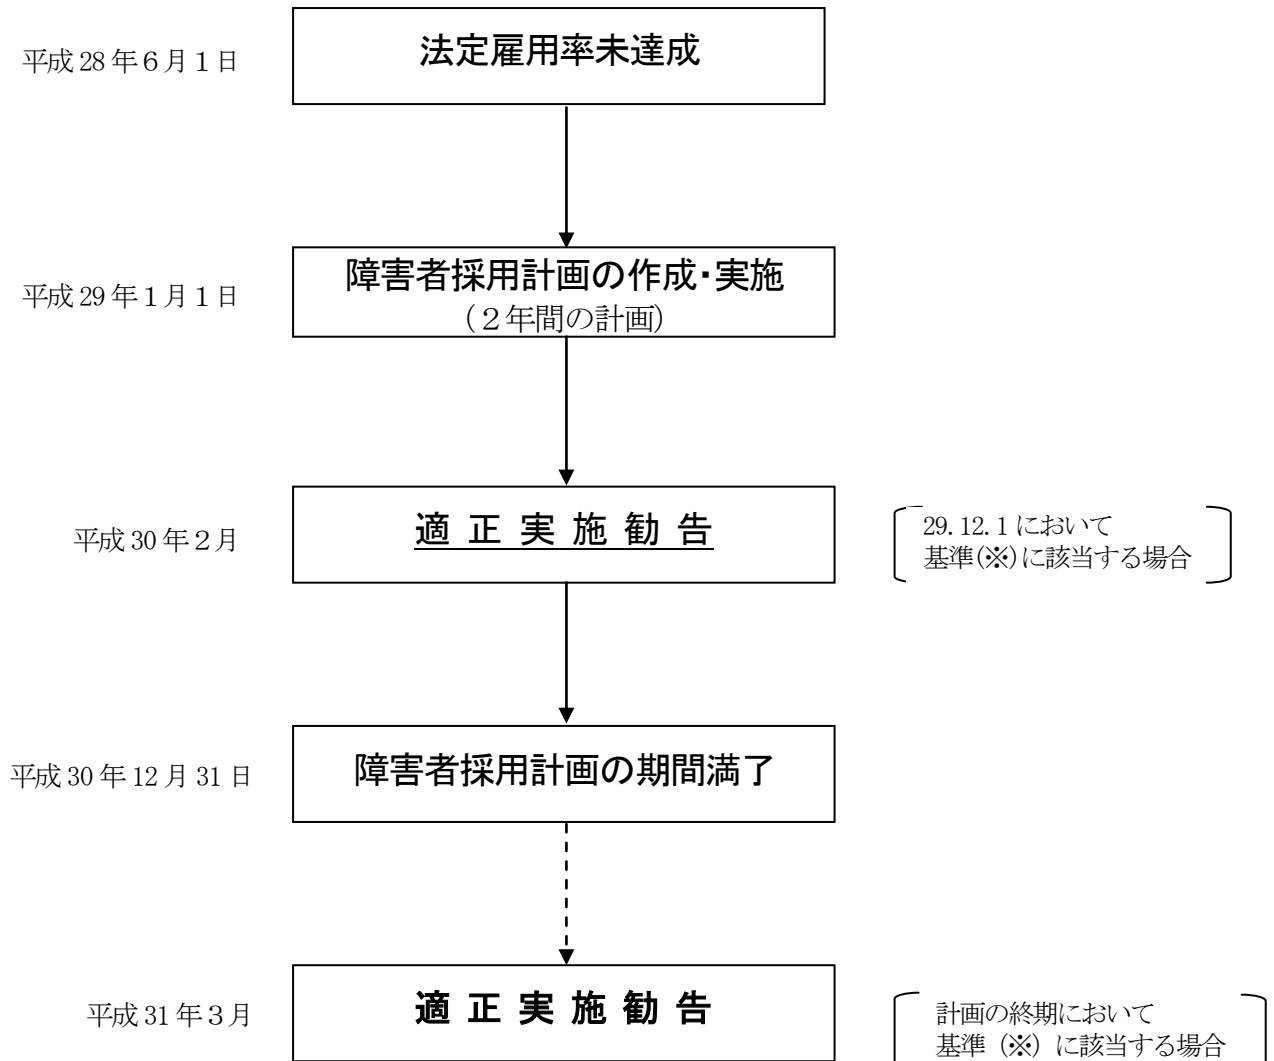 平成28年6月1日
法定雇用率未達成
平成29年1月1日
障害者採用計画の作成・実施
（２年間の計画）
平成30年２月
適 正 実 施 勧 告
29.12.1において
基準(※)に該当する場合
平成30年12月31日
障害者採用計画の期間満了
平成31年３月
適 正 実 施 勧 告
計画の終期において
基準（※）に該当する場合